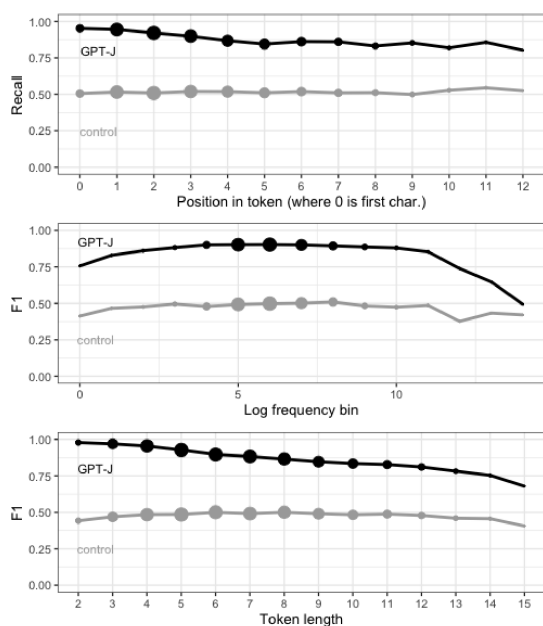 1.00
0.75
0.50
0.25
0.00
Recall
GPT-J
control
0 1 2 3 4 5 6 7 8 9 10 11 12
Position in token (where 0 is first char.)
1.00
0.75
0.50
0.25
0.00
F1
GPT-J
control
0 5 10
Log frequency bin
1.00
0.75
0.50
0.25
0.00
F1
GPT-J
control
2 3 4 5 6 7 8 9 10 11 12 13 14 15
Token length